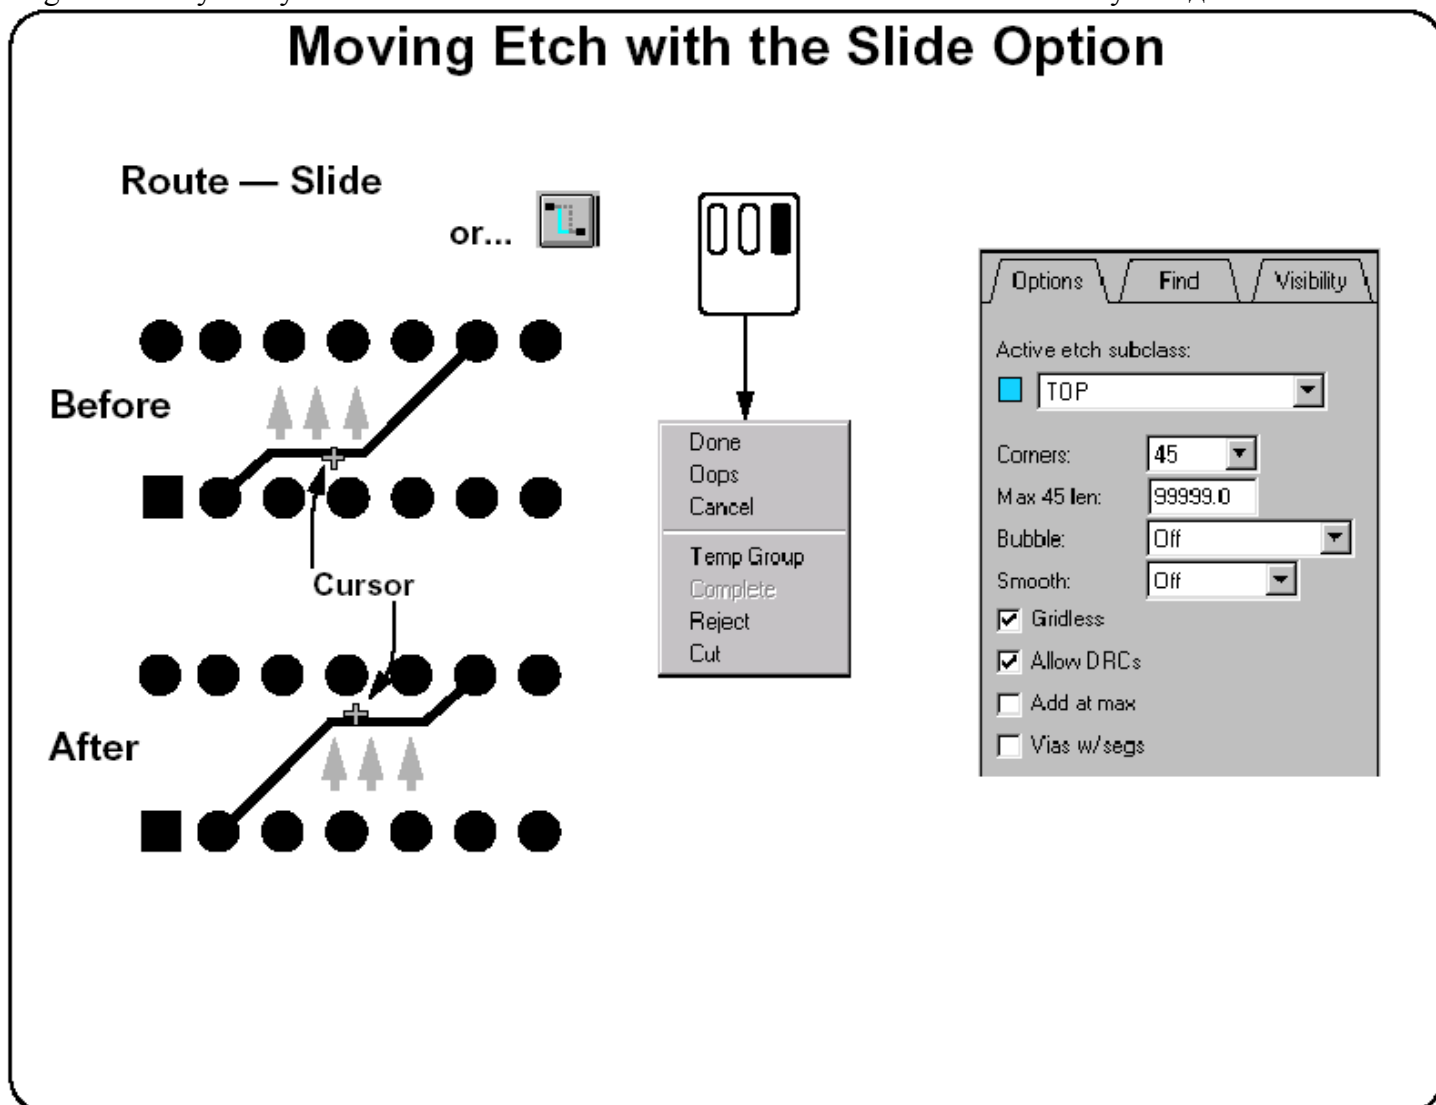 Moving Etch with the Slide Option
Route — Slide
or...
Before
Cursor
After
Done
Oops
Cancel
Temp Group
Complete
Reject
Cut
Options Find Visibility
Active etch subclass:
TOP
Corners: 45
Max 45 len: 99999.0
Bubble: Off
Smooth: Off
Gridless
Allow DRCs
Add at max
Vias w/segs